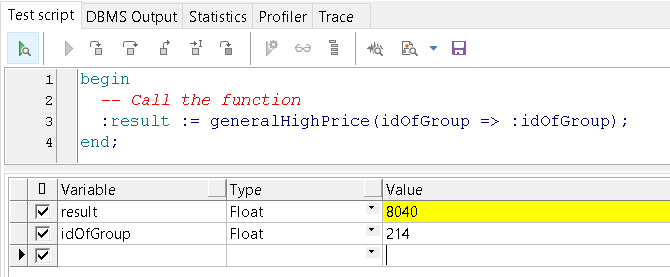 Test script DBMS Output Statistics Profiler Trace
1 begin
2 -- Call the function
3 :result := generalHighPrice(idOfGroup => :idOfGroup);
4 end;
Variable Type Value
result Float 8040
idOfGroup Float 214